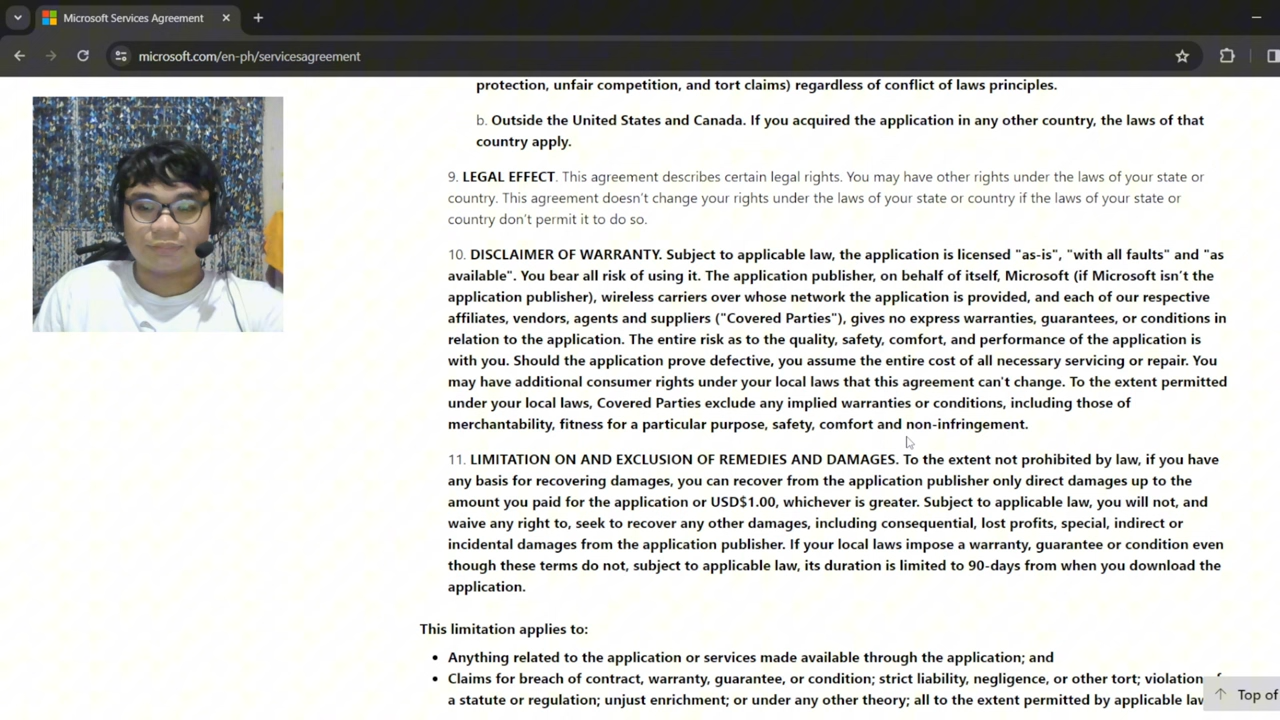 Microsoft Services Agreement
microsoft.com/en-ph/servicesagreement
protection, unfair competition, and tort claims) regardless of conflict of laws principles.
b. Outside the United States and Canada. If you acquired the application in any other country, the laws of that
country apply.
9. LEGAL EFFECT. This agreement describes certain legal rights. You may have other rights under the laws of your state or
country. This agreement doesn't change your rights under the laws of your state or country if the laws of your state or
country don't permit it to do so.
10. DISCLAIMER OF WARRANTY. Subject to applicable law, the application is licensed "as-is", "with all faults" and "as
available". You bear all risk of using it. The application publisher, on behalf of itself, Microsoft (if Microsoft isn't the
application publisher), wireless carriers over whose network the application is provided, and each of our respective
affiliates, vendors, agents and suppliers ("Covered Parties"), gives no express warranties, guarantees, or conditions in
relation to the application. The entire risk as to the quality, safety, comfort, and performance of the application is
with you. Should the application prove defective, you assume the entire cost of all necessary servicing or repair. You
may have additional consumer rights under your local laws that this agreement can't change. To the extent permitted
under your local laws, Covered Parties exclude any implied warranties or conditions, including those of
merchantability, fitness for a particular purpose, safety, comfort and non-infringement.
11. LIMITATION ON AND EXCLUSION OF REMEDIES AND DAMAGES. To the extent not prohibited by law, if you have
any basis for recovering damages, you can recover from the application publisher only direct damages up to the
amount you paid for the application or USD$1.00, whichever is greater. Subject to applicable law, you will not, and
waive any right to, seek to recover any other damages, including consequential, lost profits, special, indirect or
incidental damages from the application publisher. If your local laws impose a warranty, guarantee or condition even
though these terms do not, subject to applicable law, its duration is limited to 90-days from when you download the
application.
This limitation applies to:
• Anything related to the application or services made available through the application; and
• Claims for breach of contract, warranty, guarantee, or condition; strict liability, negligence, or other tort; violation of
a statute or regulation; unjust enrichment; or under any other theory; all to the extent permitted by applicable law
Top of